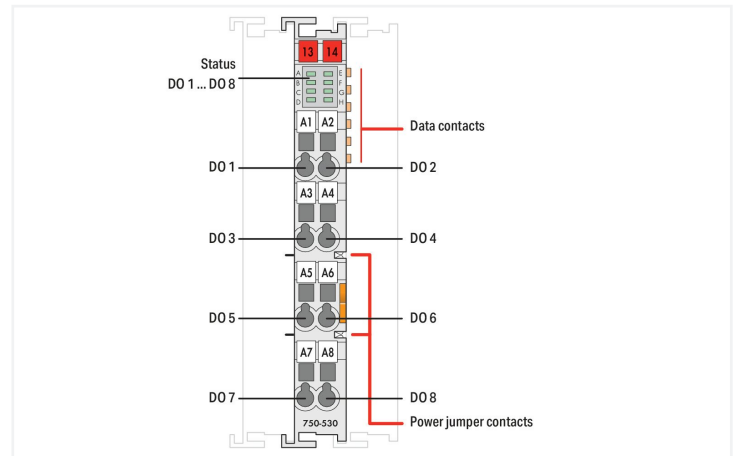 13 14
Status
DO 1 ... DO 8
A E
B F
C G
D H
A1 A2
Data contacts
DO 1 DO 2
A3 A4
DO 3 DO 4
A5 A6
DO 5 DO 6
A7 A8
DO 7 DO 8
Power jumper contacts
750-530